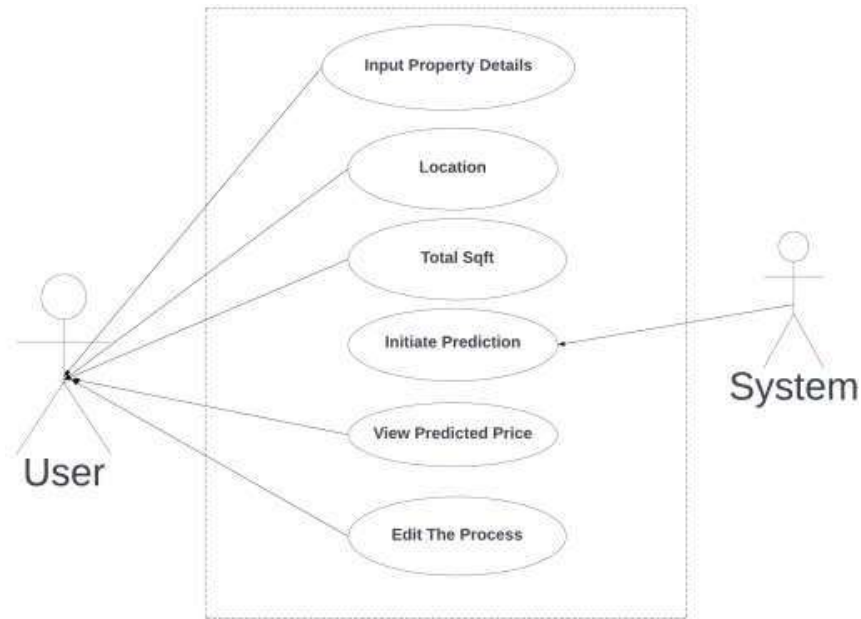 Input Property Details
Location
Total Sqft
Initiate Prediction
View Predicted Price
Edit The Process
User
System